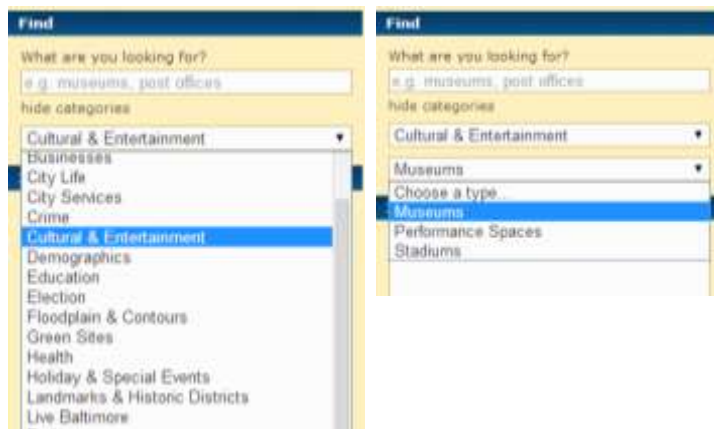 Find
What are you looking for?
e.g. museums, post offices
hide categories
Cultural & Entertainment
Businesses
City Life
City Services
Crime
Cultural & Entertainment
Demographics
Education
Election
Floodplain & Contours
Green Sites
Health
Holiday & Special Events
Landmarks & Historic Districts
Live Baltimore
Find
What are you looking for?
e.g. museums, post offices
hide categories
Cultural & Entertainment
Museums
Choose a type...
Museums
Performance Spaces
Stadiums